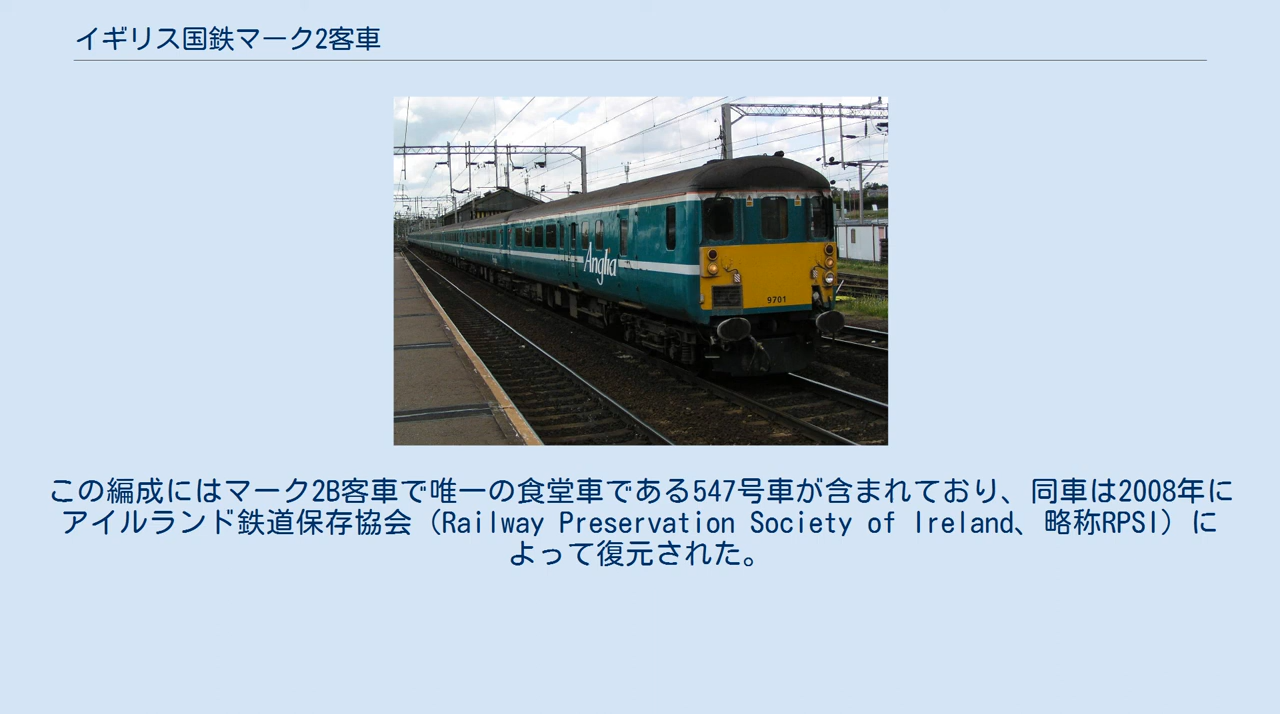 イギリス国鉄マーク2客車
Anglia
9701
この編成にはマーク2B客車で唯一の食堂車である547号車が含まれており、同車は2008年に
アイルランド鉄道保存協会（Railway Preservation Society of Ireland、略称RPSI）に
よって復元された。